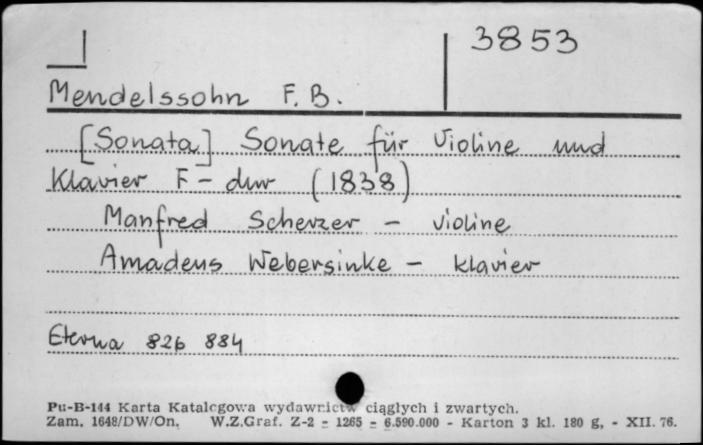 3853
Mendelssohn F. B.
[Sonata] Sonate für Violine und
Klavier F-dur (1838)
Manfred Scherzer - violine
Amadeus Webersinke - klavier
Eterna 826 884
Pu-B-144 Karta Katalogowa wydawnictw ciągłych i zwartych.
Zam. 1648/DW/On. W.Z.Graf. Z-2 - 1265 - 6.590.000 - Karton 3 kl. 180 g. - XII. 76.